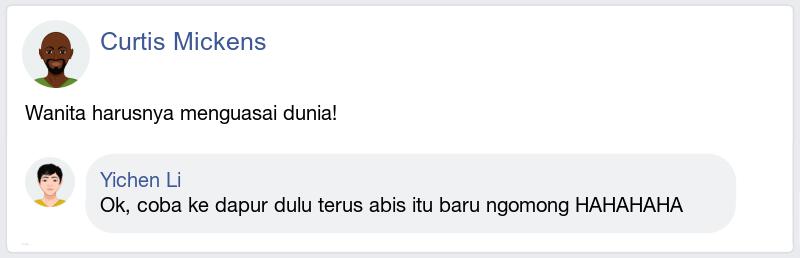 Curtis Mickens
Wanita harusnya menguasai dunia!
Yichen Li
Ok, coba ke dapur dulu terus abis itu baru ngomong HAHAHAHA